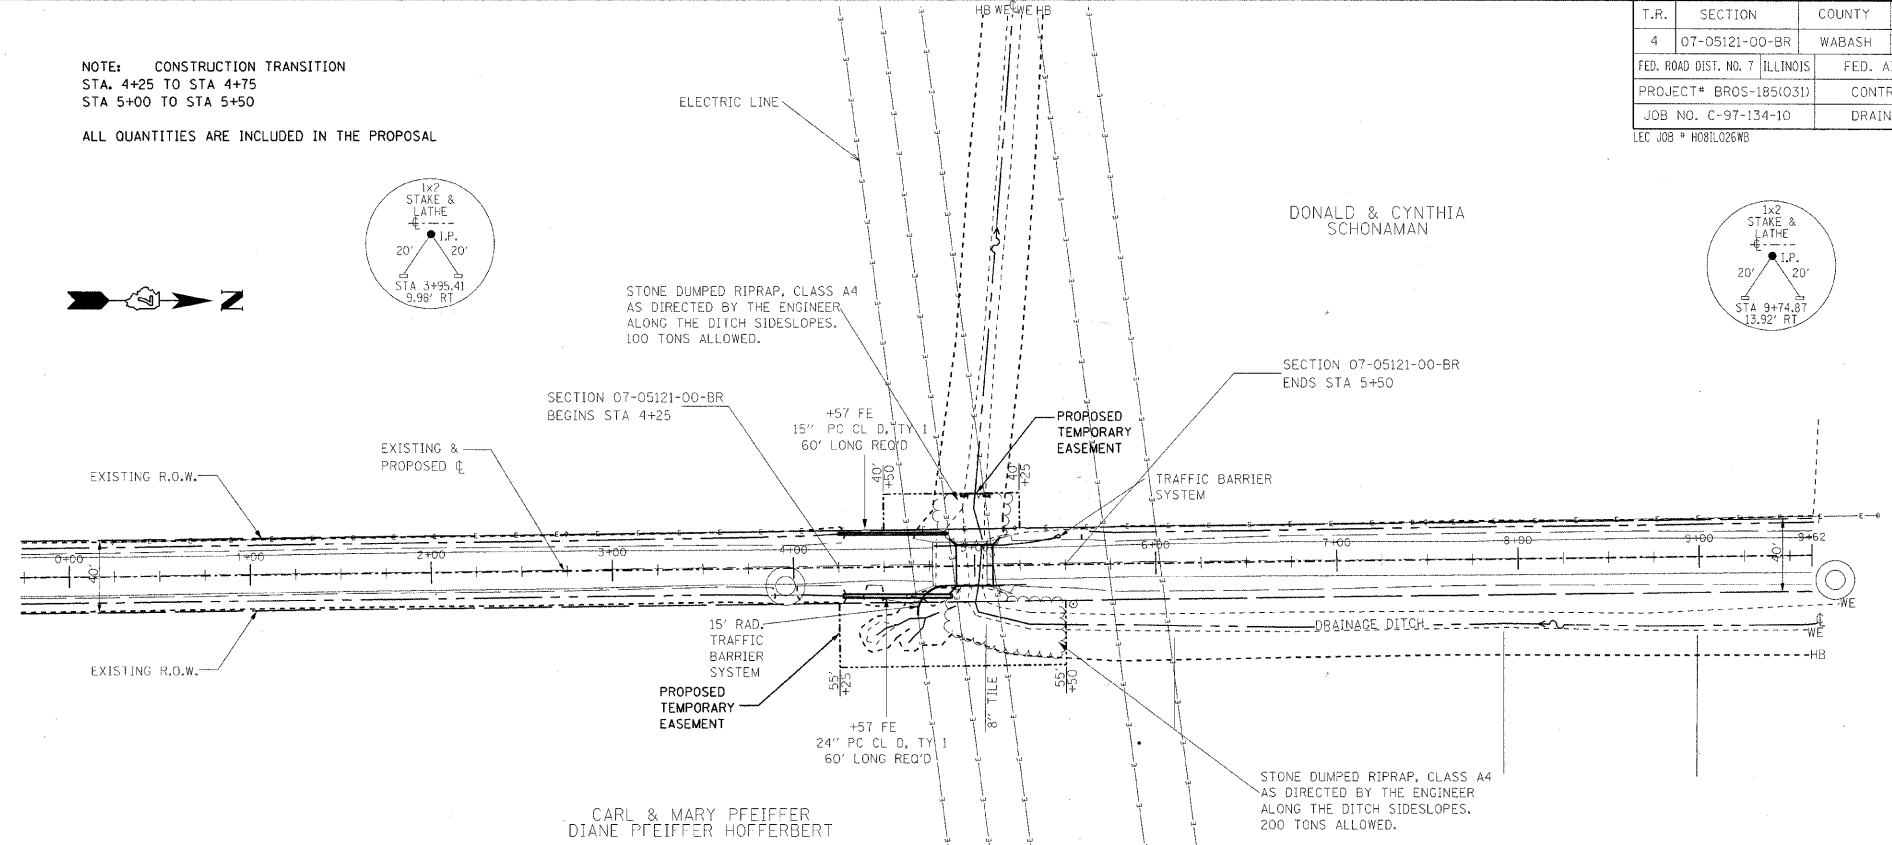 HB WE ℄ WE HB
T.R. SECTION COUNTY
4 07-05121-00-BR WABASH
FED. ROAD DIST. NO. 7 ILLINOIS FED. A
PROJECT# BROS-185(031) CONTR
JOB NO. C-97-134-10 DRAIN
LEC JOB # H08IL026WB
NOTE: CONSTRUCTION TRANSITION
STA. 4+25 TO STA 4+75
STA 5+00 TO STA 5+50
ALL QUANTITIES ARE INCLUDED IN THE PROPOSAL
ELECTRIC LINE
1x2
STAKE &
LATHE
℄
I.P.
20' 20'
STA 3+95.41
9.98' RT
DONALD & CYNTHIA
SCHONAMAN
1x2
STAKE &
LATHE
℄
I.P.
20' 20'
STA 9+74.87
13.92' RT
N
STONE DUMPED RIPRAP, CLASS A4
AS DIRECTED BY THE ENGINEER
ALONG THE DITCH SIDESLOPES.
100 TONS ALLOWED.
SECTION 07-05121-00-BR
ENDS STA 5+50
SECTION 07-05121-00-BR
BEGINS STA 4+25
+57 FE
15" PC CL D, TY 1
60' LONG REQ'D
PROPOSED
TEMPORARY
EASEMENT
EXISTING &
PROPOSED ℄
EXISTING R.O.W.
40'
+50
40'
+25
TRAFFIC BARRIER
SYSTEM
0+00 1+00 2+00 3+00 4+00 6+00 7+00 8+00 9+00 9+62
40'
40'
WE
15' RAD.
TRAFFIC
BARRIER
SYSTEM
DRAINAGE DITCH
℄
WE
HB
EXISTING R.O.W.
55'
+25
55'
+50
8" TILE
PROPOSED
TEMPORARY
EASEMENT
+57 FE
24" PC CL D, TY 1
60' LONG REQ'D
STONE DUMPED RIPRAP, CLASS A4
AS DIRECTED BY THE ENGINEER
ALONG THE DITCH SIDESLOPES.
200 TONS ALLOWED.
CARL & MARY PFEIFFER
DIANE PFEIFFER HOFFERBERT